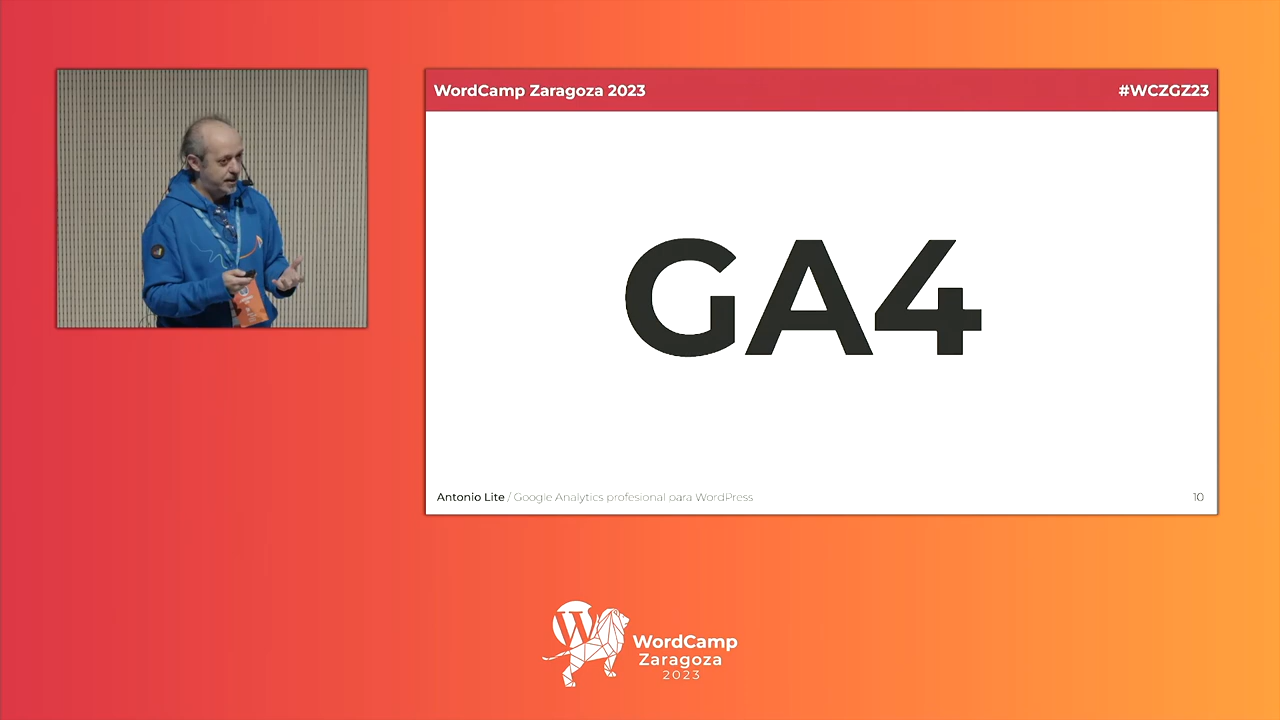 WordCamp Zaragoza 2023
#WCZGZ23
GA4
Antonio Lite / Google Analytics profesional para WordPress
10
W
WordCamp
Zaragoza
2023